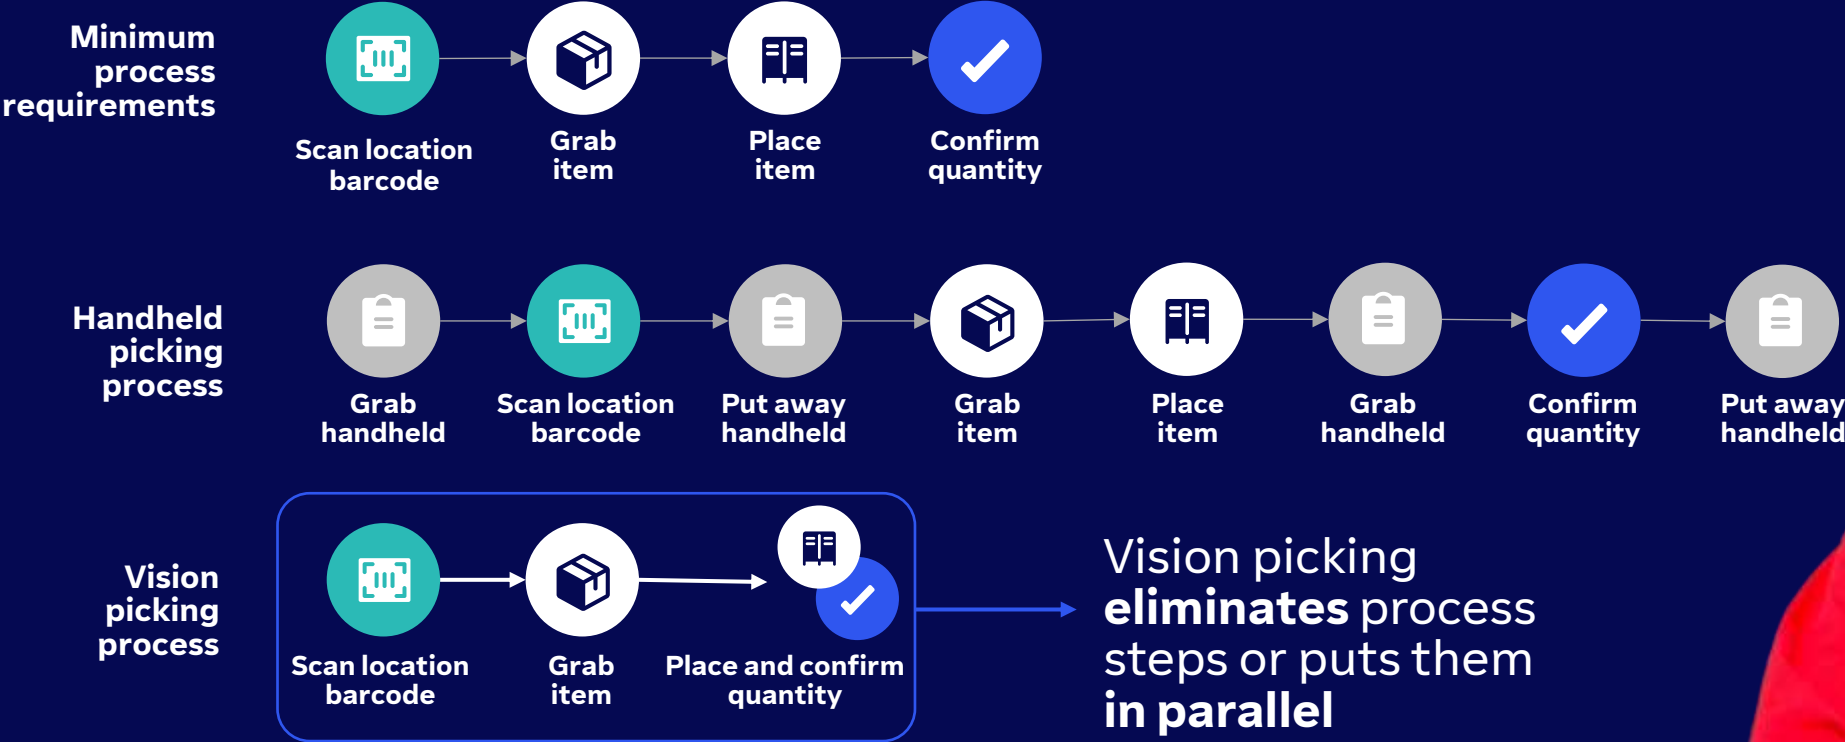 Minimum
process
requirements
Scan location
barcode
Grab
item
Place
item
Confirm
quantity
Handheld
picking
process
Grab
handheld
Scan location
barcode
Put away
handheld
Grab
item
Place
item
Grab
handheld
Confirm
quantity
Put away
handheld
Vision
picking
process
Scan location
barcode
Grab
item
Place and confirm
quantity
Vision picking
eliminates process
steps or puts them
in parallel